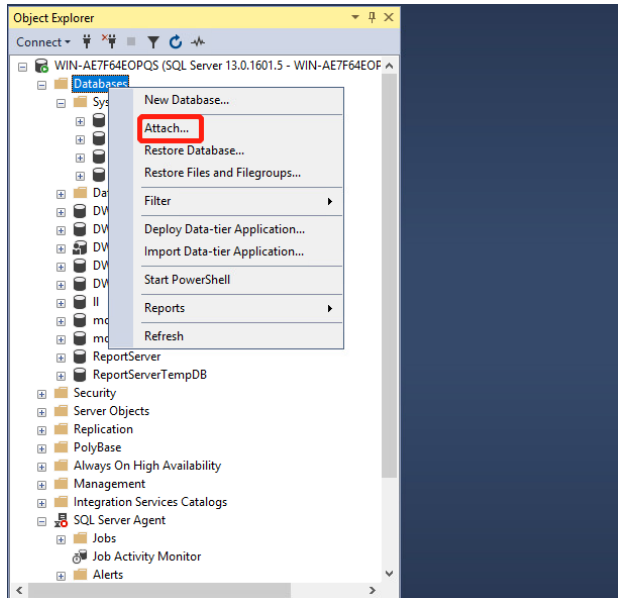 Object Explorer
Connect
WIN-AE7F64EOPQS (SQL Server 13.0.1601.5 - WIN-AE7F64EOF
Databases
Sys
New Database...
Attach...
Restore Database...
Restore Files and Filegroups...
Da
Filter
DW
DW
Deploy Data-tier Application...
DW
Import Data-tier Application...
DW
DW
Start PowerShell
II
Reports
mo
mo
Refresh
ReportServer
ReportServerTempDB
Security
Server Objects
Replication
PolyBase
Always On High Availability
Management
Integration Services Catalogs
SQL Server Agent
Jobs
Job Activity Monitor
Alerts